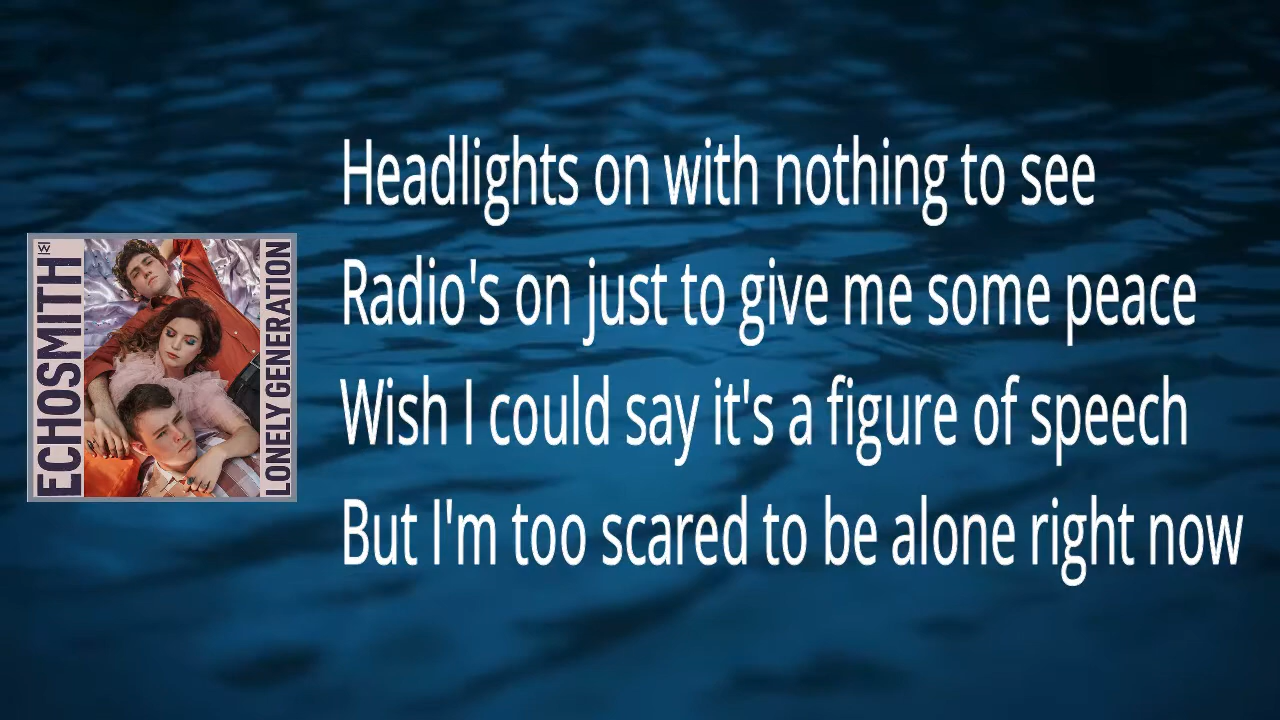 ECHOSMITH
LONELY GENERATION
Headlights on with nothing to see
Radio's on just to give me some peace
Wish I could say it's a figure of speech
But I'm too scared to be alone right now